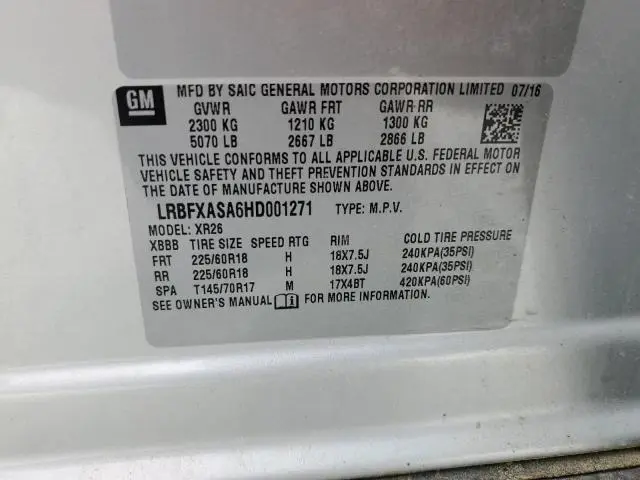 GM
MFD BY SAIC GENERAL MOTORS CORPORATION LIMITED 07/16
GVWR GAWR FRT GAWR RR
2300 KG 1210 KG 1300 KG
5070 LB 2667 LB 2866 LB
THIS VEHICLE CONFORMS TO ALL APPLICABLE U.S. FEDERAL MOTOR
VEHICLE SAFETY AND THEFT PREVENTION STANDARDS IN EFFECT ON
THE DATE OF MANUFACTURE SHOWN ABOVE.
LRBFXASA6HD001271 TYPE: M.P.V.
MODEL: XR26
XBBB TIRE SIZE SPEED RTG RIM COLD TIRE PRESSURE
FRT 225/60R18 H 18X7.5J 240KPA(35PSI)
RR 225/60R18 H 18X7.5J 240KPA(35PSI)
SPA T145/70R17 M 17X4BT 420KPA(60PSI)
SEE OWNER'S MANUAL FOR MORE INFORMATION.